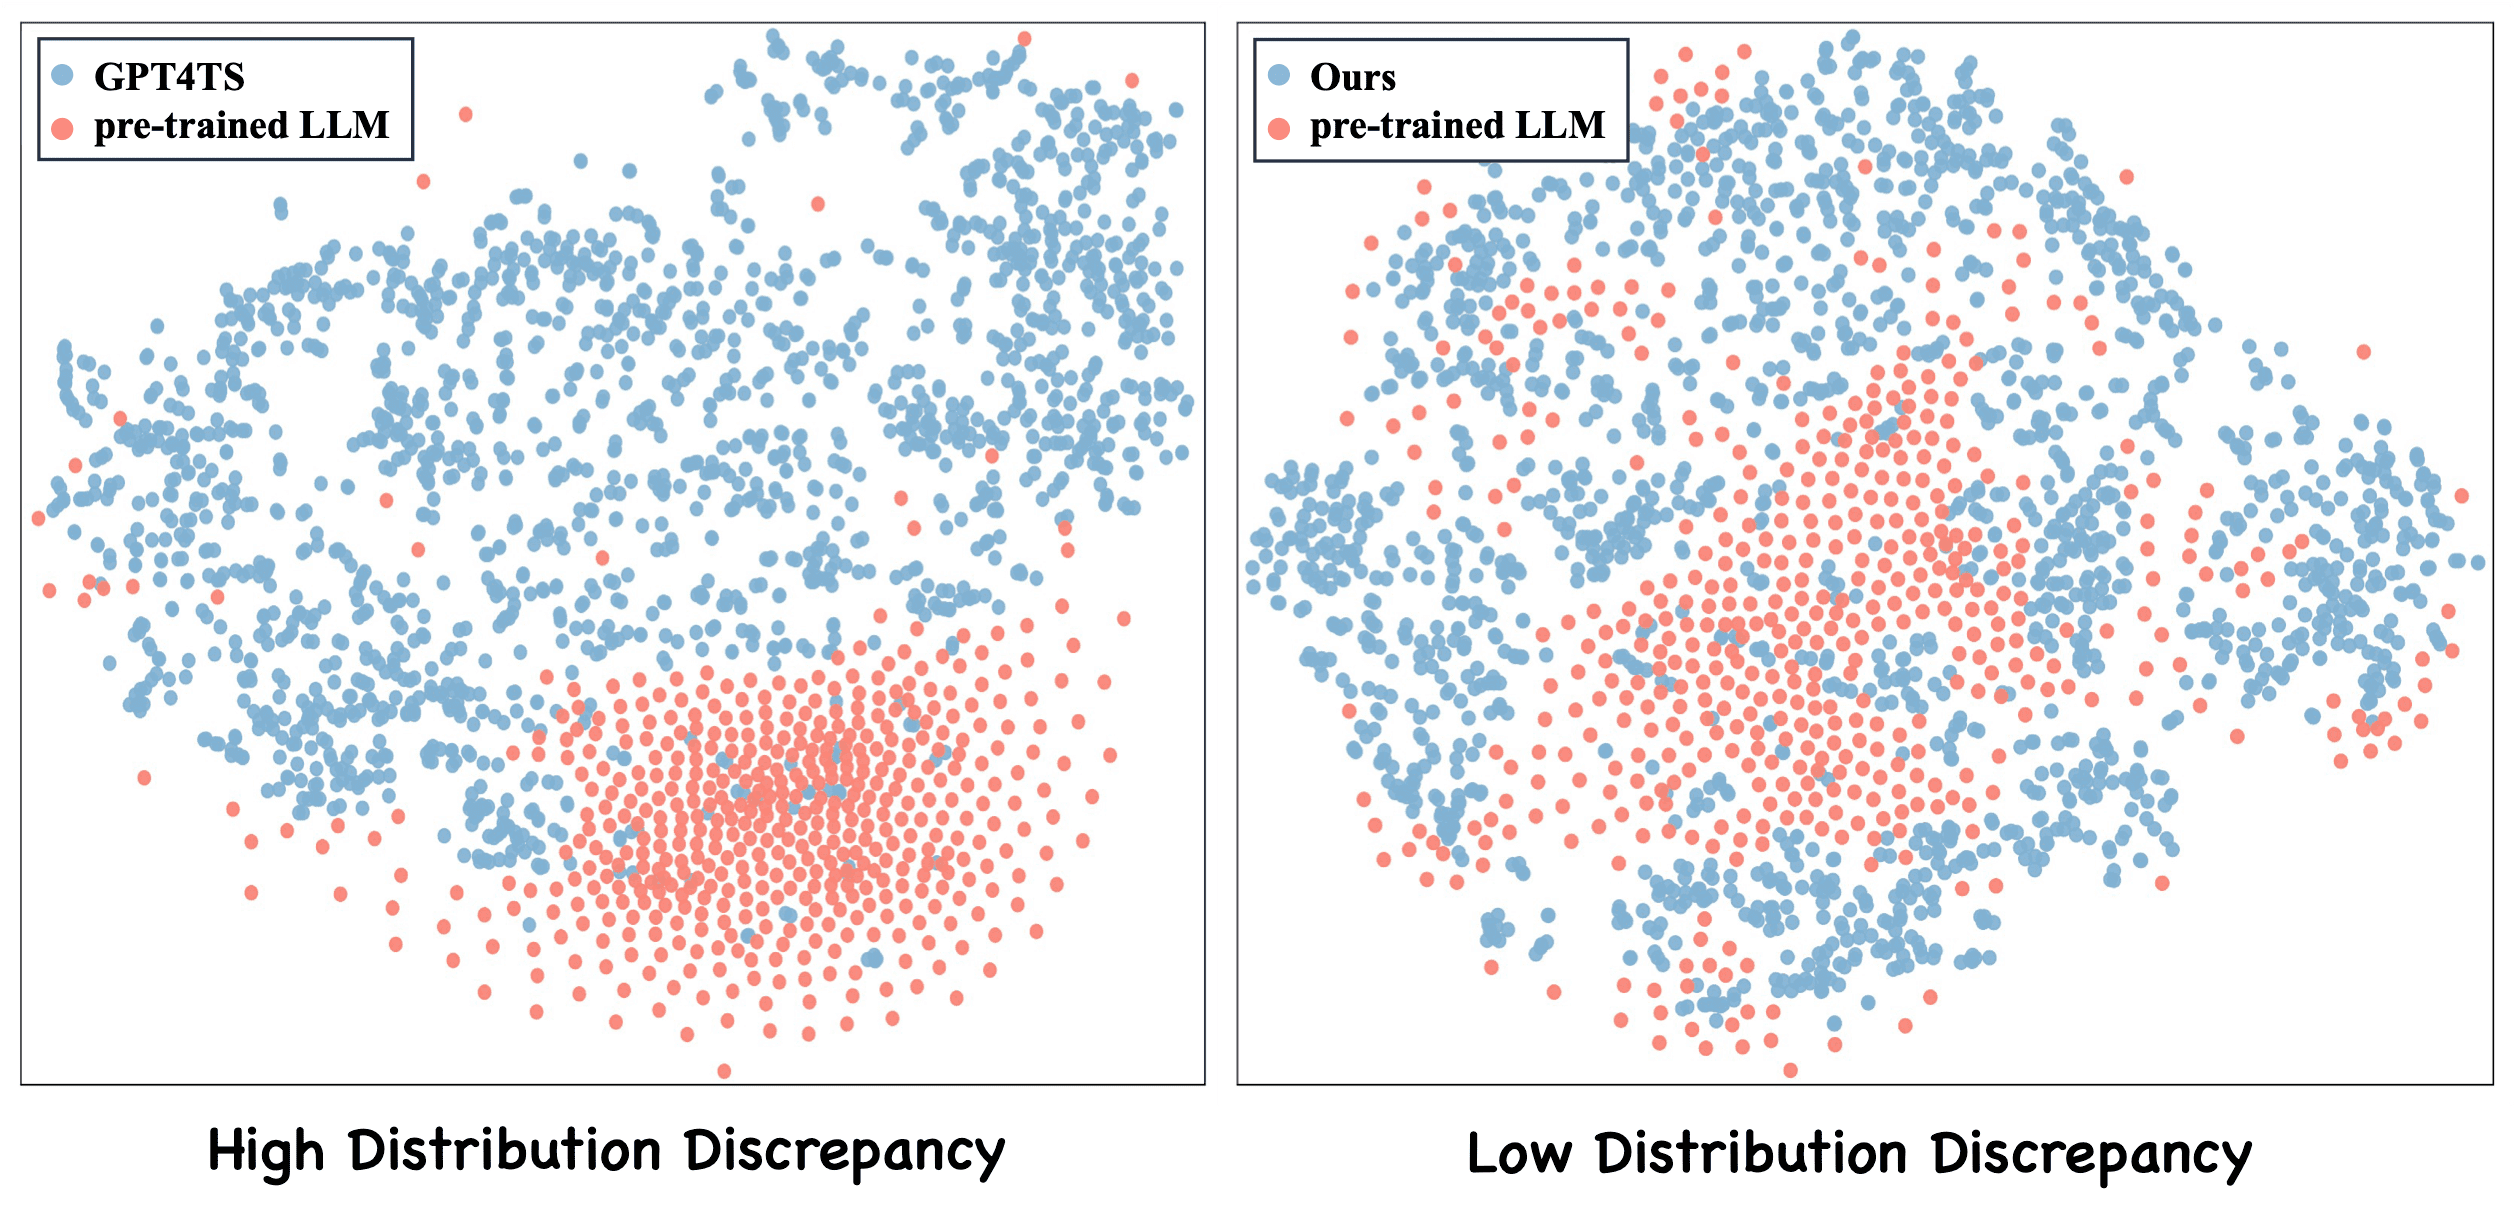 GPT4TS
pre-trained LLM
Ours
pre-trained LLM
High Distribution Discrepancy
Low Distribution Discrepancy